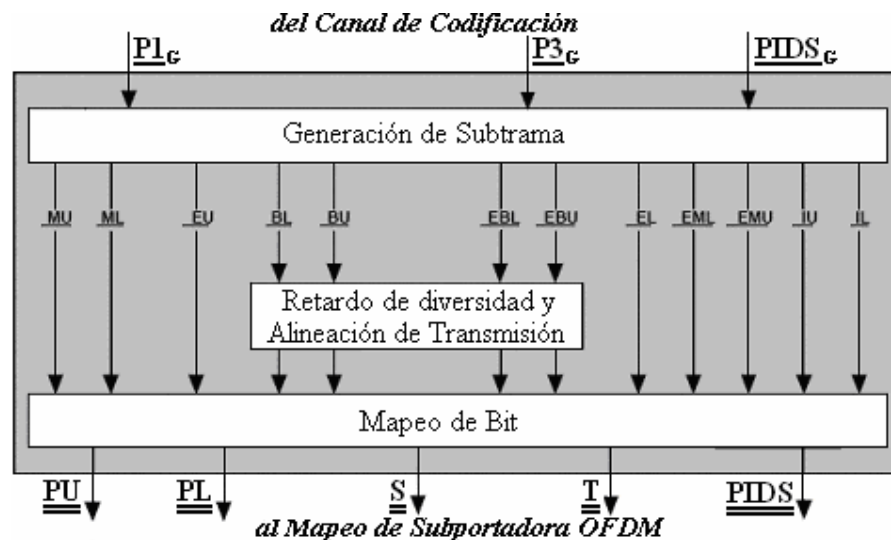 del Canal de Codificación
P1G P3G PIDSG
Generación de Subtrama
MU ML EU BL BU EBL EBU EL EML EMU IU IL
Retardo de diversidad y
Alineación de Transmisión
Mapeo de Bit
PU PL S T PIDS
al Mapeo de Subportadora OFDM